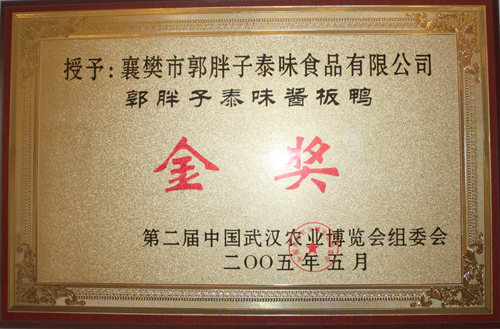 授予：襄樊市郭胖子泰味食品有限公司
郭胖子泰味酱板鸭
金奖
第二届中国武汉农业博览会组委会
二〇〇五年五月